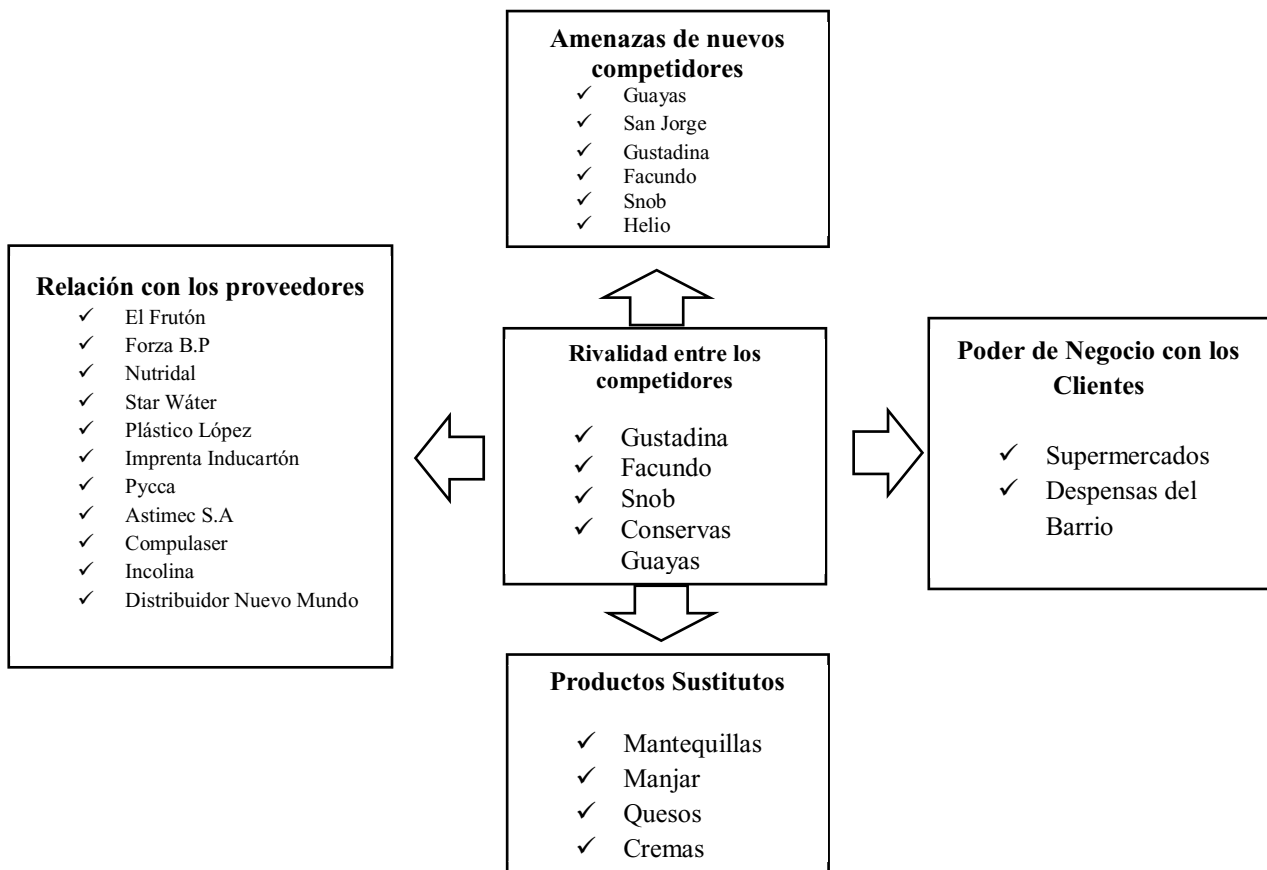 Amenazas de nuevos
competidores
✓ Guayas
✓ San Jorge
✓ Gustadina
✓ Facundo
✓ Snob
✓ Helio
Relación con los proveedores
✓ El Frutón
✓ Forza B.P
✓ Nutridal
✓ Star Wáter
✓ Plástico López
✓ Imprenta Inducartón
✓ Pycca
✓ Astimec S.A
✓ Compulaser
✓ Incolina
✓ Distribuidor Nuevo Mundo
Rivalidad entre los
competidores
✓ Gustadina
✓ Facundo
✓ Snob
✓ Conservas
Guayas
Poder de Negocio con los
Clientes
✓ Supermercados
✓ Despensas del
Barrio
Productos Sustitutos
✓ Mantequillas
✓ Manjar
✓ Quesos
✓ Cremas